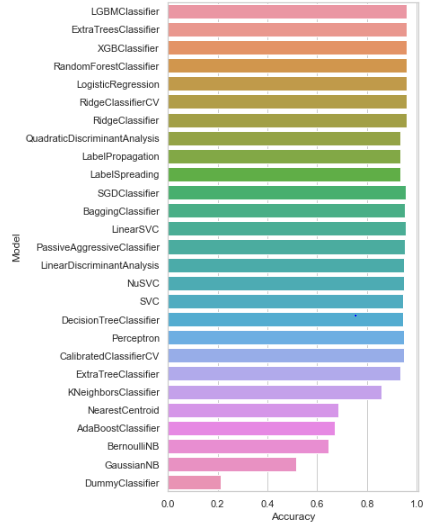 LGBMClassifier
ExtraTreesClassifier
XGBClassifier
RandomForestClassifier
LogisticRegression
RidgeClassifierCV
RidgeClassifier
QuadraticDiscriminantAnalysis
LabelPropagation
LabelSpreading
SGDClassifier
BaggingClassifier
LinearSVC
PassiveAggressiveClassifier
LinearDiscriminantAnalysis
NuSVC
SVC
DecisionTreeClassifier
Perceptron
CalibratedClassifierCV
ExtraTreeClassifier
KNeighborsClassifier
NearestCentroid
AdaBoostClassifier
BernoulliNB
GaussianNB
DummyClassifier
Model
0.0 0.2 0.4 0.6 0.8 1.0
Accuracy